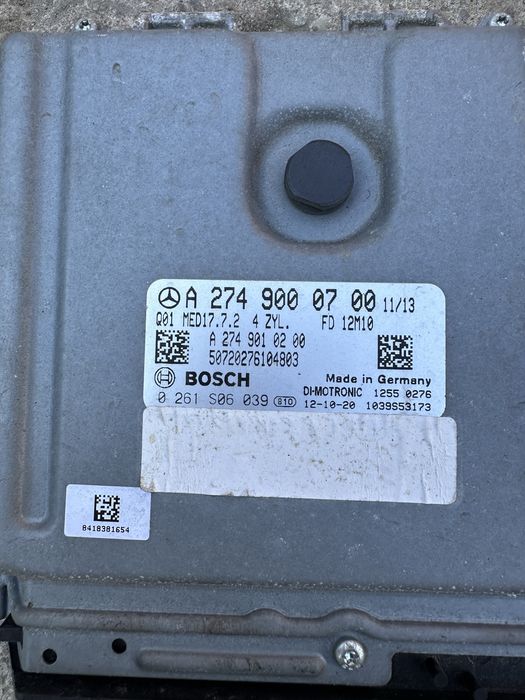 A 274 900 07 00 11/13
Q01 MED17.7.2 4 ZYL. FD 12M10
A 274 901 02 00
50720276104803
BOSCH Made in Germany
DI-MOTRONIC 1255 0276
0 261 S06 039 810 12-10-20 1039S53173
8418381654